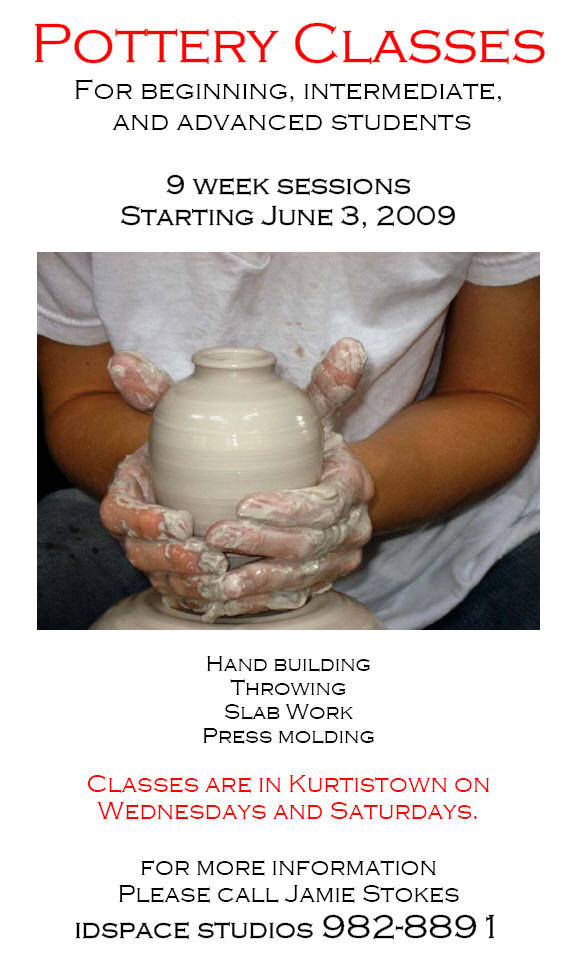 Pottery Classes
For beginning, intermediate,
and advanced students
9 week sessions
Starting June 3, 2009
Hand building
Throwing
Slab Work
Press molding
Classes are in Kurtistown on
Wednesdays and Saturdays.
for more information
Please call Jamie Stokes
idspace studios 982-8891